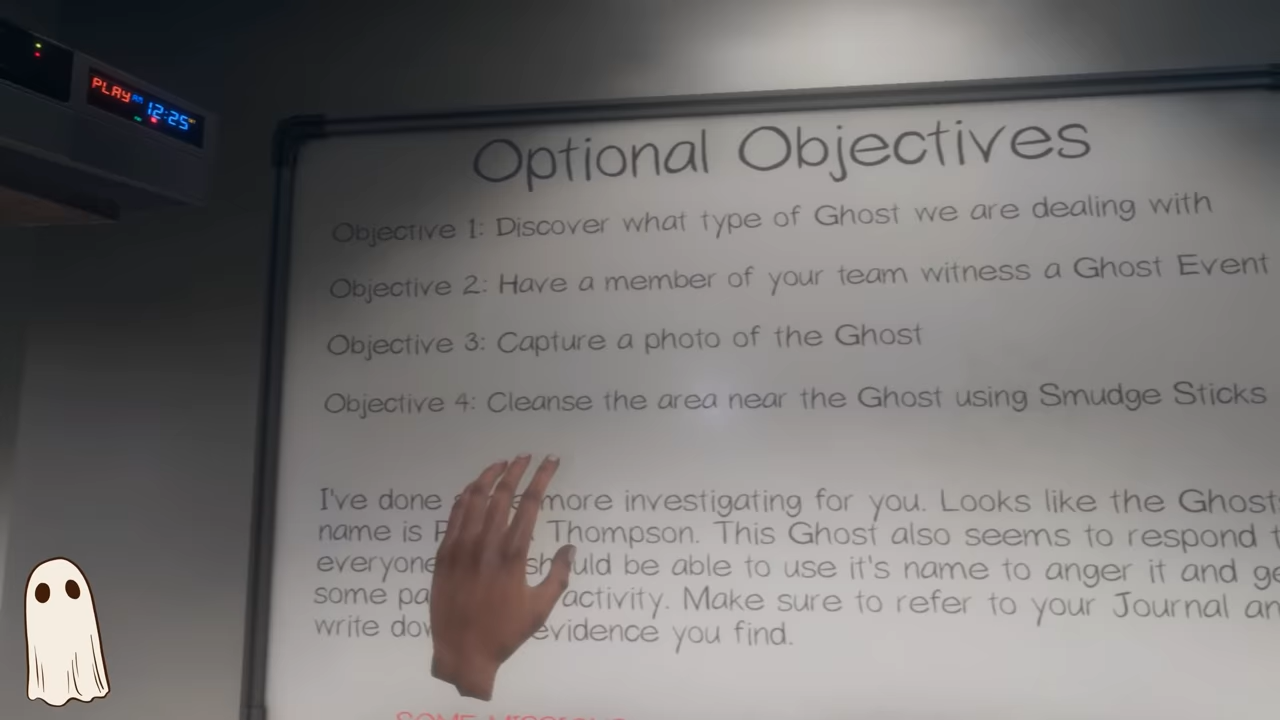 PLAY AM 12:25
Optional Objectives
Objective 1: Discover what type of Ghost we are dealing with
Objective 2: Have a member of your team witness a Ghost Event
Objective 3: Capture a photo of the Ghost
Objective 4: Cleanse the area near the Ghost using Smudge Sticks
I've done more investigating for you. Looks like the Ghost
name is Thompson. This Ghost also seems to respond
everyone should be able to use it's name to anger it and
some activity. Make sure to refer to your Journal
write evidence you find.